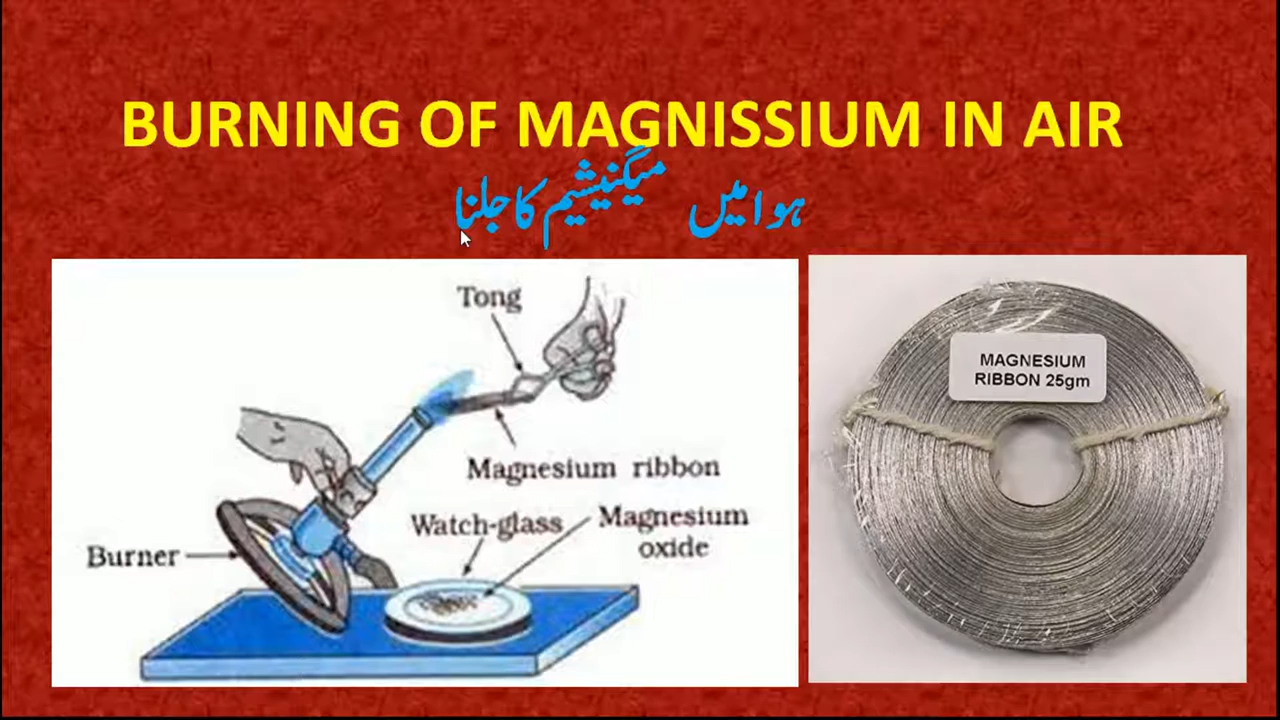 BURNING OF MAGNISSIUM IN AIR
ہوا میں میگنیشیم کا جلنا
Tong
Magnesium ribbon
Watch-glass
Magnesium
oxide
Burner
MAGNESIUM
RIBBON 25gm